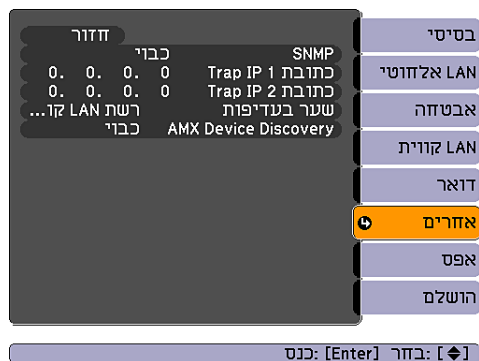 בסיסי
LAN אלחוטי
אבטחה
LAN קווית
דואר
אחרים
אפס
הושלם
חזור
SNMP כבוי
כתובת Trap IP 1 0. 0. 0. 0
כתובת Trap IP 2 0. 0. 0. 0
שער בעדיפות רשת LAN קו...
AMX Device Discovery כבוי
[◆]: בחר [Enter]: כנס